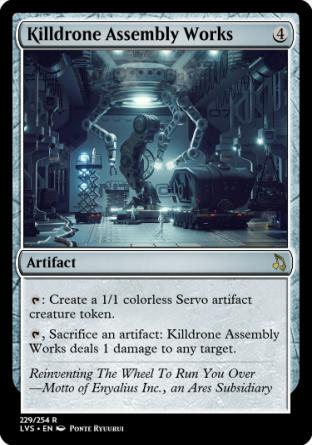 Killdrone Assembly Works 4
Artifact
: Create a 1/1 colorless Servo artifact
creature token.
, Sacrifice an artifact: Killdrone Assembly
Works deals 1 damage to any target.
Reinventing The Wheel To Run You Over
—Motto of Enyalius Inc., an Ares Subsidiary
229/254 R
LVS • EN Ponte Ryuurui